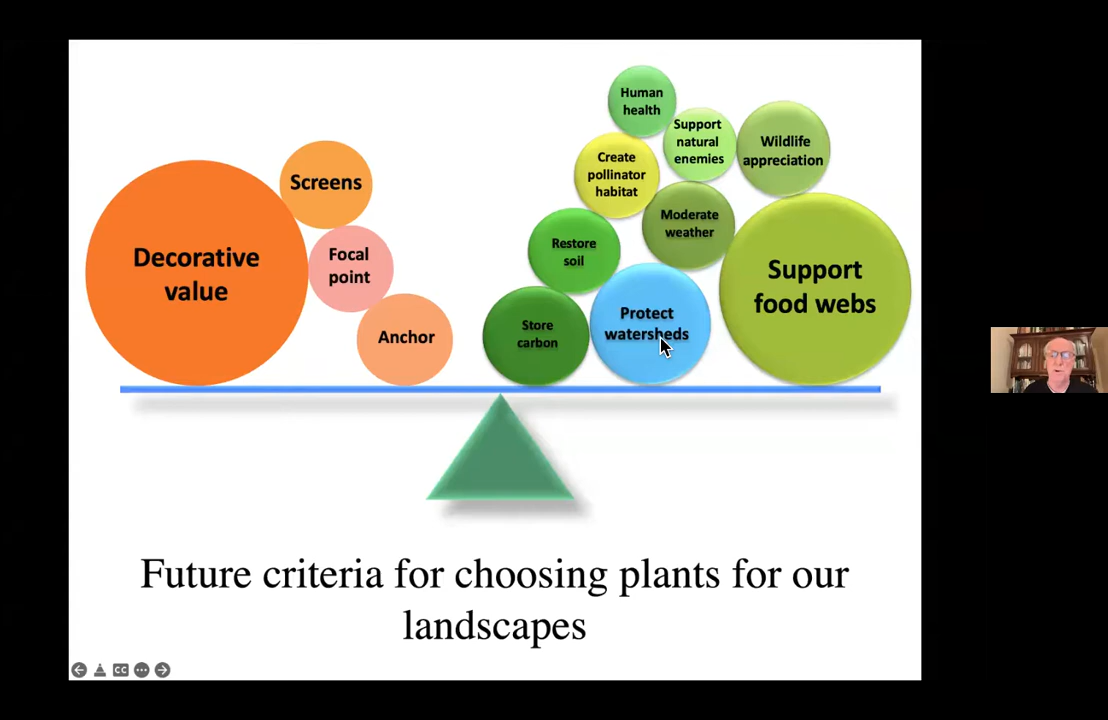 Decorative
value
Screens
Focal
point
Anchor
Human
health
Support
natural
enemies
Wildlife
appreciation
Create
pollinator
habitat
Moderate
weather
Restore
soil
Store
carbon
Protect
watersheds
Support
food webs
Future criteria for choosing plants for our
landscapes
CC